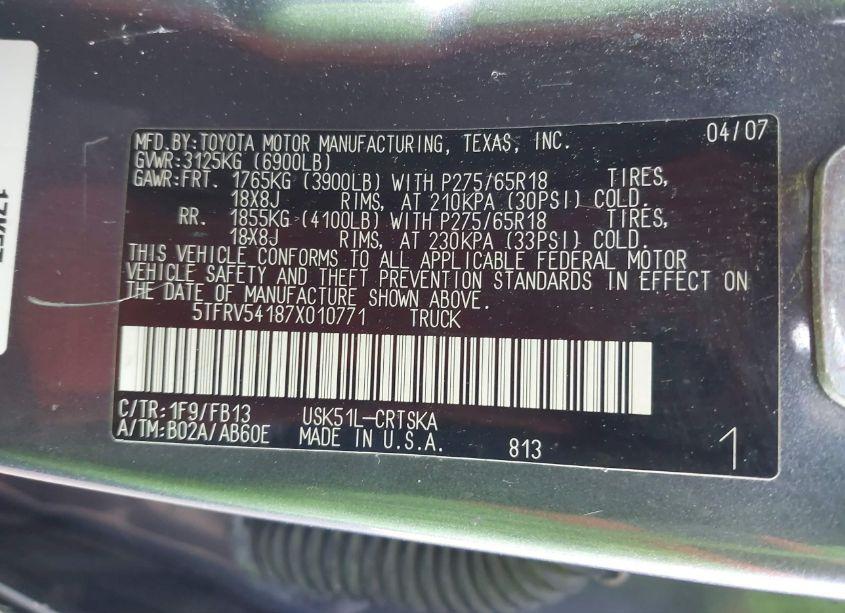 MFD.BY:TOYOTA MOTOR MANUFACTURING, TEXAS, INC. 04/07
GVWR:3125KG (6900LB)
GAWR:FRT. 1765KG (3900LB) WITH P275/65R18 TIRES,
18X8J RIMS, AT 210KPA (30PSI) COLD.
RR. 1855KG (4100LB) WITH P275/65R18 TIRES,
18X8J RIMS, AT 230KPA (33PSI) COLD.
THIS VEHICLE CONFORMS TO ALL APPLICABLE FEDERAL MOTOR
VEHICLE SAFETY AND THEFT PREVENTION STANDARDS IN EFFECT ON
THE DATE OF MANUFACTURE SHOWN ABOVE.
5TFRV54187X010771 TRUCK
C/TR:1F9/FB13 USK51L-CRTSKA
A/TM:B02A/AB60E MADE IN U.S.A. 813 1